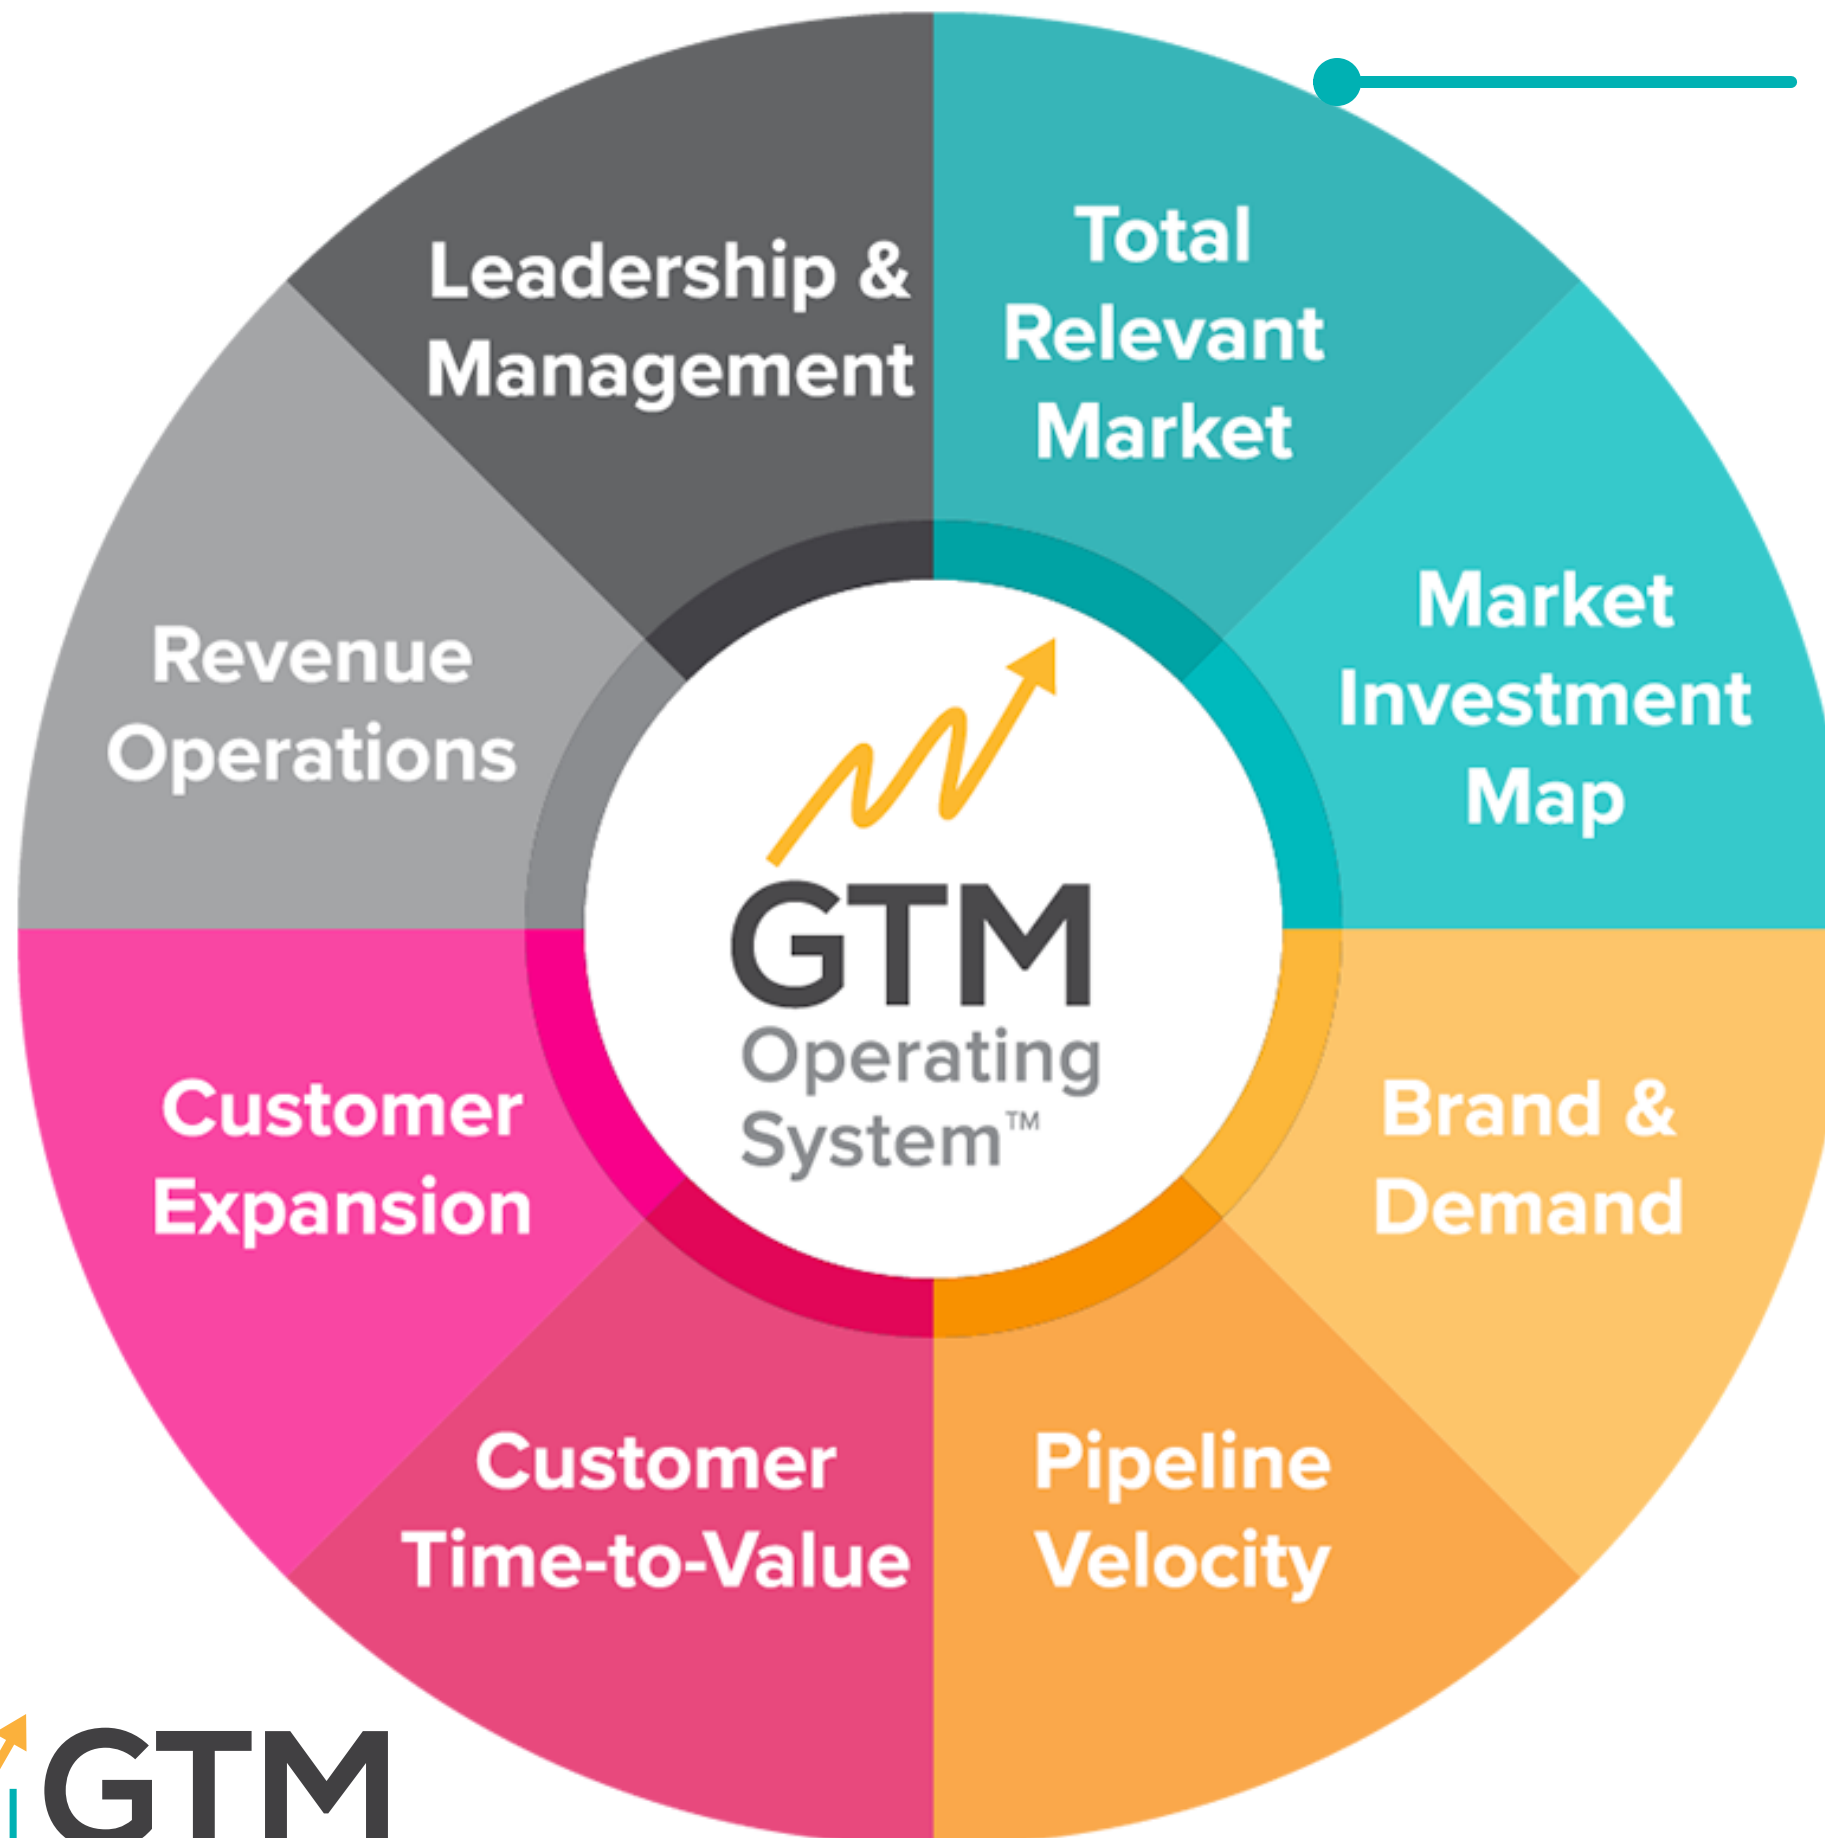 Leadership &
Management
Total
Relevant
Market
Market
Investment
Map
Brand &
Demand
Pipeline
Velocity
Customer
Time-to-Value
Customer
Expansion
Revenue
Operations
GTM
Operating
System™
GTM